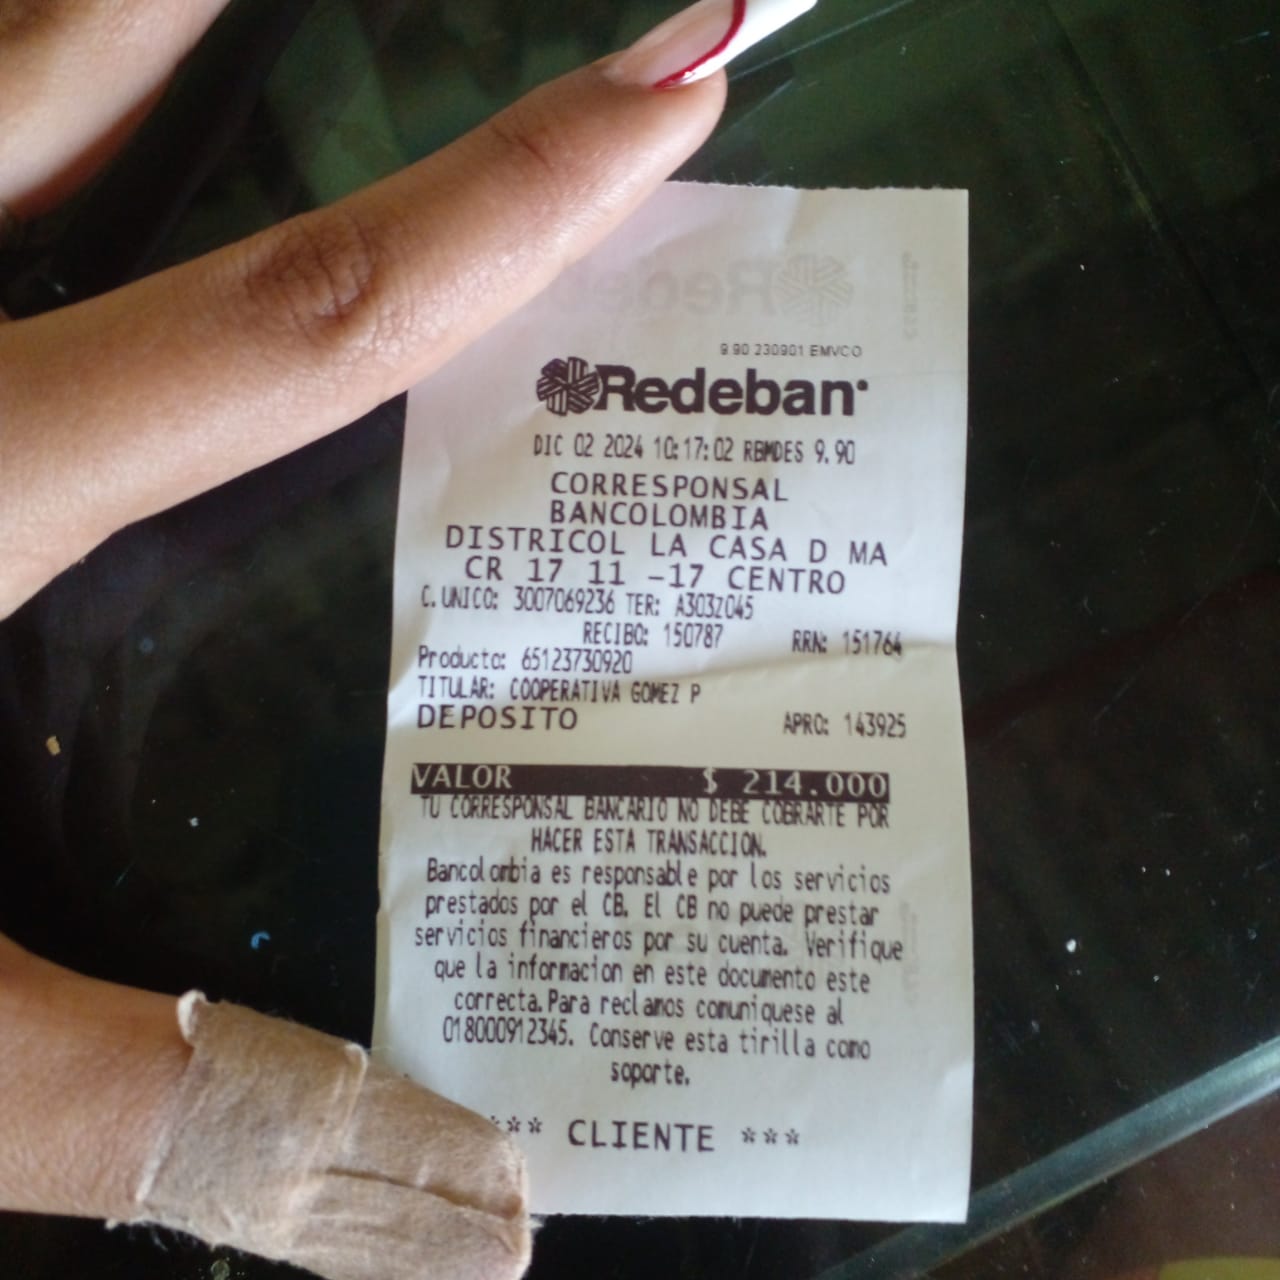 9.90 230901 EMVCO
Redeban
DIC 02 2024 10:17:02 RBMDES 9.90
CORRESPONSAL
BANCOLOMBIA
DISTRICOL LA CASA D MA
CR 17 11 -17 CENTRO
C. UNICO: 3007069236 TER: A303Z045
RECIBO: 150787 RRN: 151764
Producto: 65123730920
TITULAR: COOPERATIVA GOMEZ P
DEPOSITO APRO: 143925
VALOR $ 214.000
TU CORRESPONSAL BANCARIO NO DEBE COBRARTE POR
HACER ESTA TRANSACCION.
Bancolombia es responsable por los servicios
prestados por el CB. El CB no puede prestar
servicios financieros por su cuenta. Verifique
que la informacion en este documento este
correcta.Para reclamos comuniquese al
018000912345. Conserve esta tirilla como
soporte.
*** CLIENTE ***